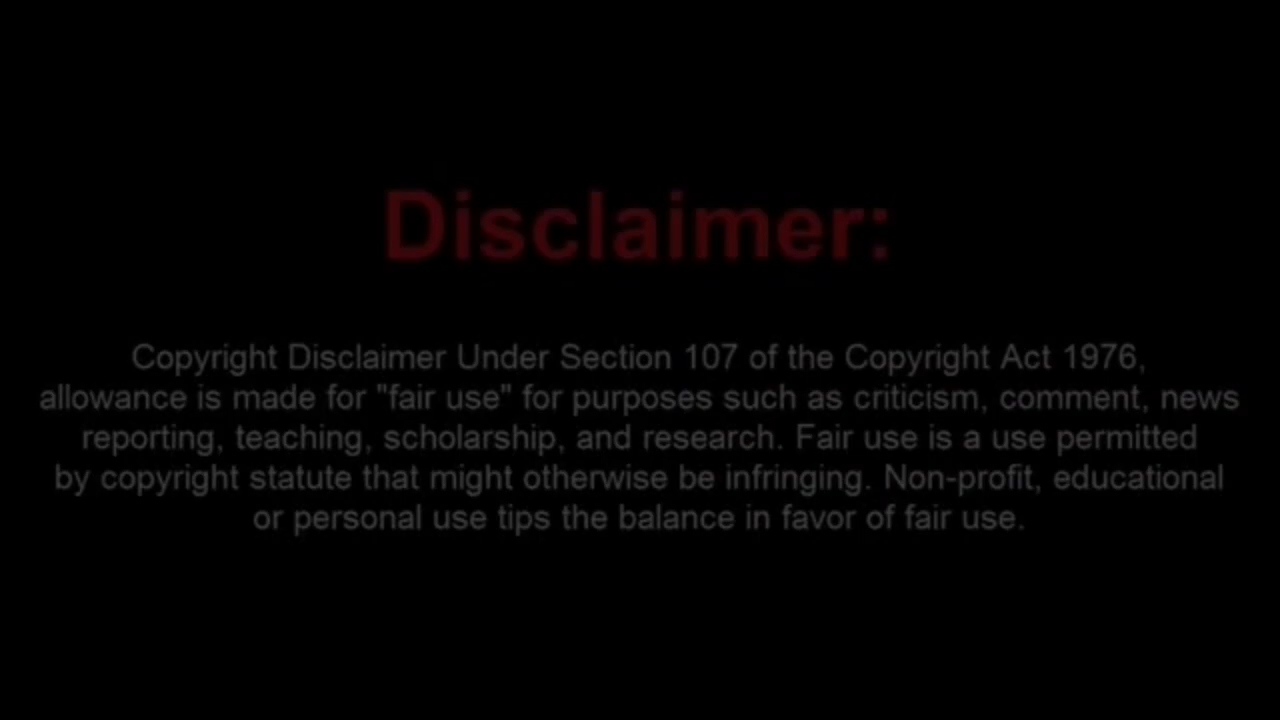 Disclaimer:
Copyright Disclaimer Under Section 107 of the Copyright Act 1976,
allowance is made for "fair use" for purposes such as criticism, comment, news
reporting, teaching, scholarship, and research. Fair use is a use permitted
by copyright statute that might otherwise be infringing. Non-profit, educational
or personal use tips the balance in favor of fair use.